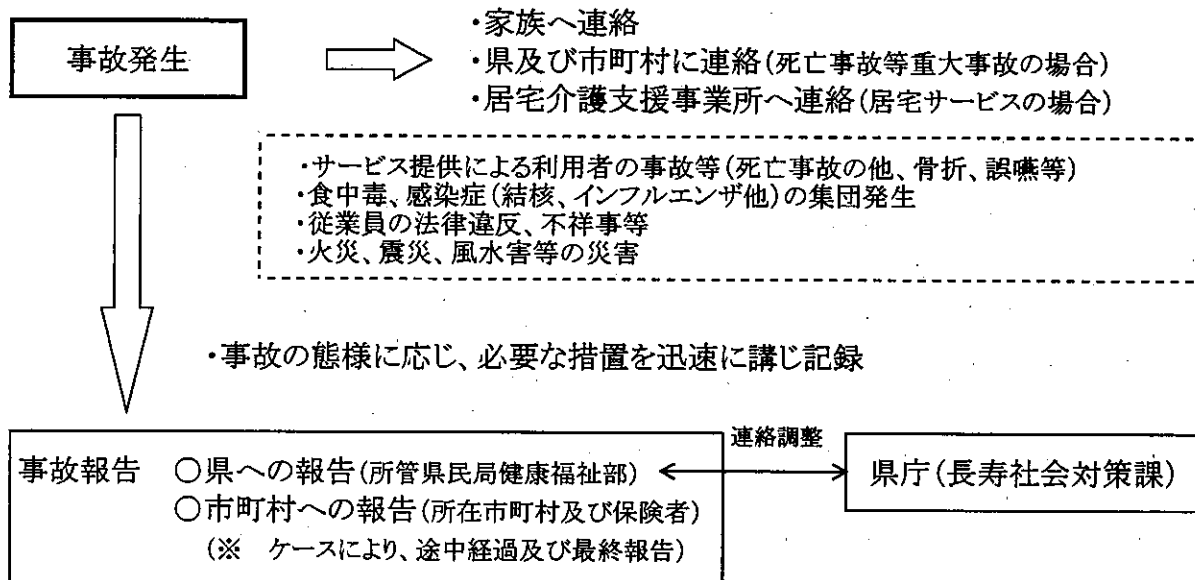 事故発生
・家族へ連絡
・県及び市町村に連絡(死亡事故等重大事故の場合)
・居宅介護支援事業所へ連絡(居宅サービスの場合)
・サービス提供による利用者の事故等(死亡事故の他、骨折、誤嚥等)
・食中毒、感染症(結核、インフルエンザ他)の集団発生
・従業員の法律違反、不祥事等
・火災、震災、風水害等の災害
・事故の態様に応じ、必要な措置を迅速に講じ記録
事故報告 ○県への報告(所管県民局健康福祉部)
○市町村への報告(所在市町村及び保険者)
(※ ケースにより、途中経過及び最終報告)
連絡調整
県庁(長寿社会対策課)